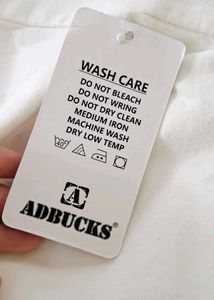 WASH CARE
DO NOT BLEACH
DO NOT WRING
DO NOT DRY CLEAN
MEDIUM IRON
MACHINE WASH
DRY LOW TEMP
40°
A
ADBUCKS®